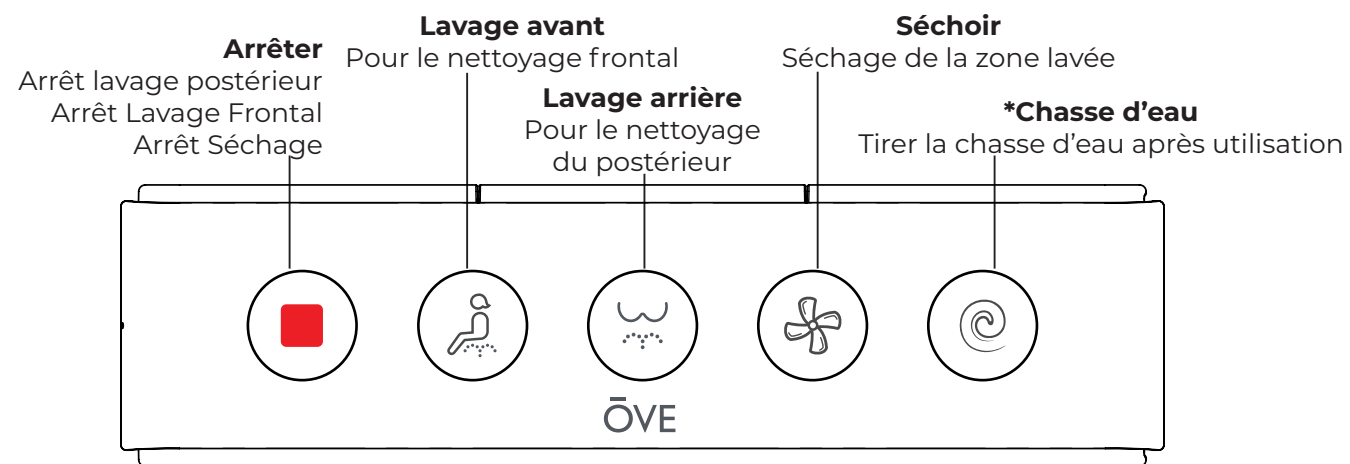 Arrêter
Arrêt lavage postérieur
Arrêt Lavage Frontal
Arrêt Séchage
Lavage avant
Pour le nettoyage frontal
Lavage arrière
Pour le nettoyage
du postérieur
Séchoir
Séchage de la zone lavée
*Chasse d’eau
Tirer la chasse d’eau après utilisation
ŌVE